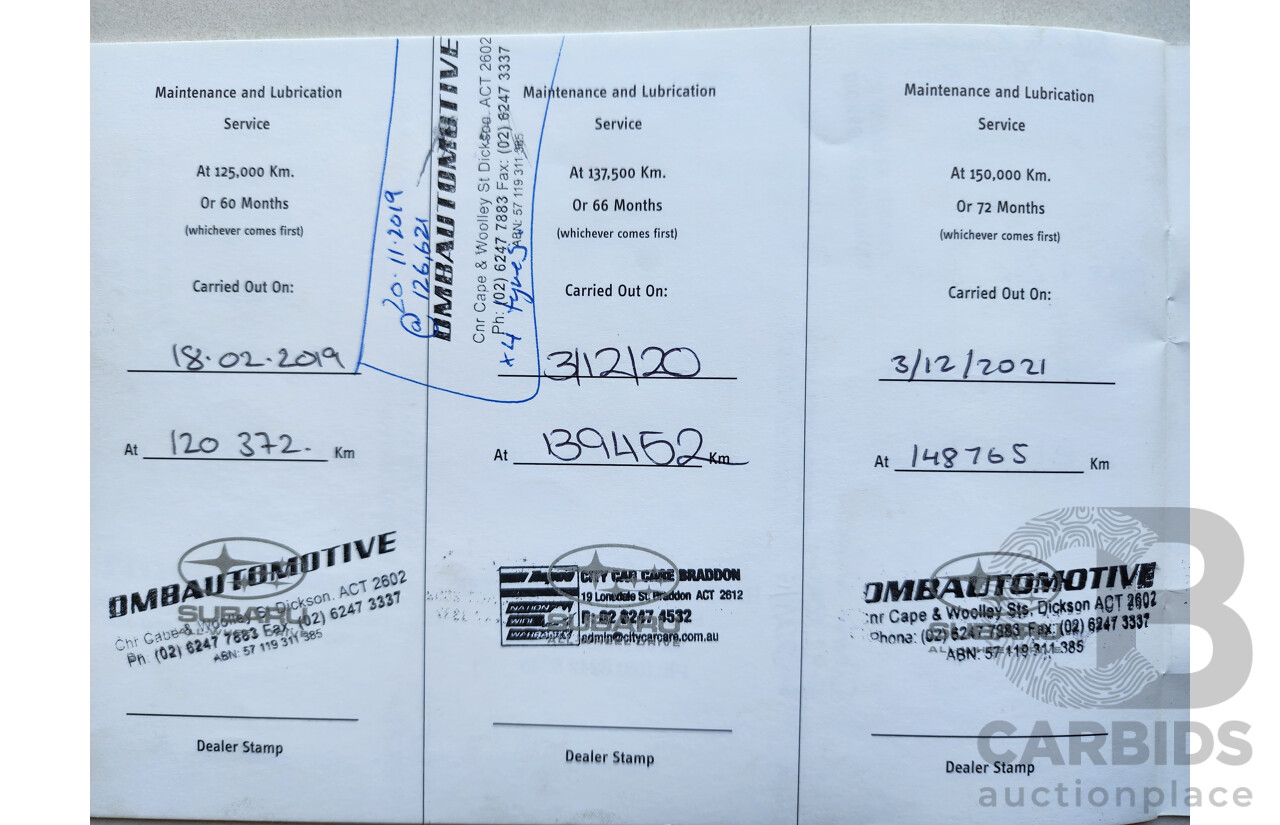 Maintenance and Lubrication
Service
At 125,000 Km.
Or 60 Months
(whichever comes first)
Carried Out On:
18.02.2019
At 120 372. Km
SUBARU
OMBAUTOMOTIVE
St Dickson. ACT 2602
Ph: (02) 6247 7883 Fax: (02) 6247 3337
ABN: 57 119 311 385
Dealer Stamp
20.11.2019
@ 126,621
OMBAUTOMOTIVE
Cnr Cape & Woolley St Dickson. ACT 2602
Ph: (02) 6247 7883 Fax: (02) 6247 3337
ABN: 57 119 311 385
x4 tyres
Maintenance and Lubrication
Service
At 137,500 Km.
Or 66 Months
(whichever comes first)
Carried Out On:
3/12/20
At 139452 Km
CITY CAR CARE BRADDON
19 Lonsdale St. Braddon ACT 2612
P: 02 6247 4532
admin@citycarcare.com.au
NATION
WIDE
WARRANTY
SUBARU
ALL WHEEL DRIVE
Dealer Stamp
Maintenance and Lubrication
Service
At 150,000 Km.
Or 72 Months
(whichever comes first)
Carried Out On:
3/12/2021
At 148765 Km
OMBAUTOMOTIVE
Cnr Cape & Woolley Sts. Dickson ACT 2602
Phone: (02) 6247 7883 Fax: (02) 6247 3337
ABN: 57 119 311 385
Dealer Stamp
CARBIDS
auctionplace